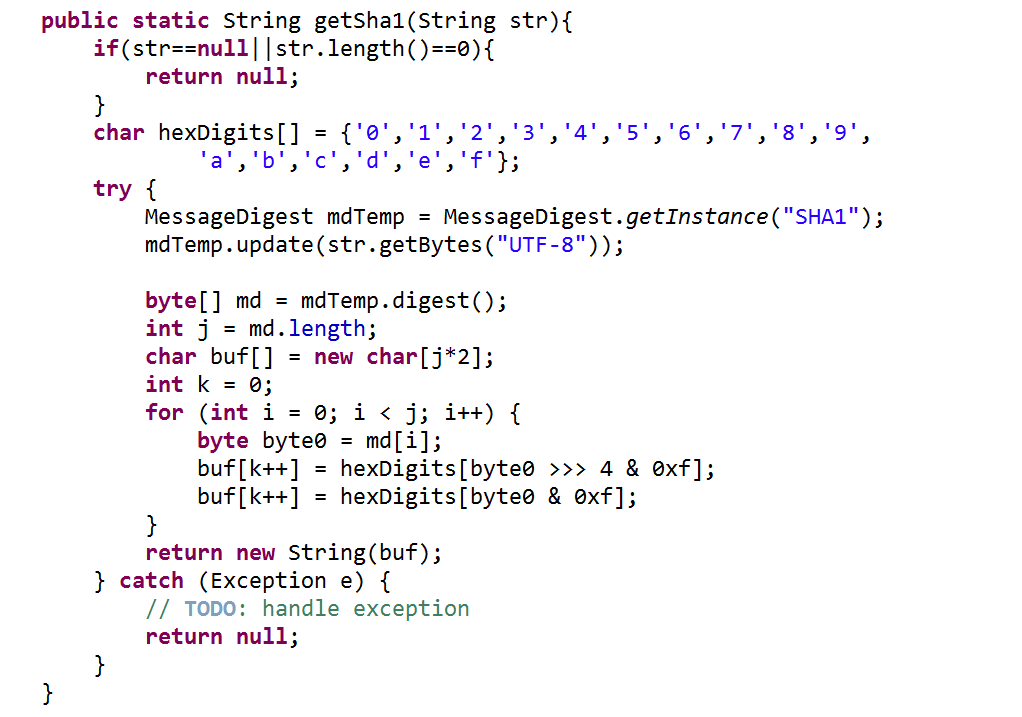 public static String getSha1(String str){
    if(str==null||str.length()==0){
        return null;
    }
    char hexDigits[] = {'0','1','2','3','4','5','6','7','8','9',
            'a','b','c','d','e','f'};
    try {
        MessageDigest mdTemp = MessageDigest.getInstance("SHA1");
        mdTemp.update(str.getBytes("UTF-8"));

        byte[] md = mdTemp.digest();
        int j = md.length;
        char buf[] = new char[j*2];
        int k = 0;
        for (int i = 0; i < j; i++) {
            byte byte0 = md[i];
            buf[k++] = hexDigits[byte0 >>> 4 & 0xf];
            buf[k++] = hexDigits[byte0 & 0xf];
        }
        return new String(buf);
    } catch (Exception e) {
        // TODO: handle exception
        return null;
    }
}